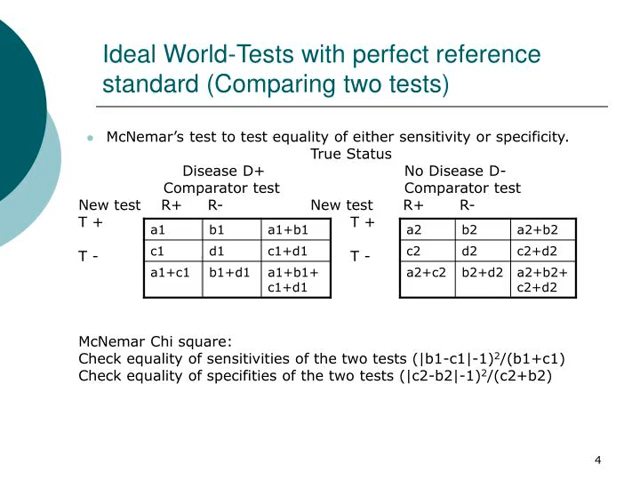 Ideal World-Tests with perfect reference
standard (Comparing two tests)
McNemar's test to test equality of either sensitivity or specificity.
True Status
Disease D+ No Disease D-
Comparator test Comparator test
New test R+ R- New test R+ R-
T + a1 b1 a1+b1 T + a2 b2 a2+b2
T - c1 d1 c1+d1 T - c2 d2 c2+d2
a1+c1 b1+d1 a1+b1+ a2+c2 b2+d2 a2+b2+
c1+d1 c2+d2
McNemar Chi square:
Check equality of sensitivities of the two tests (|b1-c1|-1)²/(b1+c1)
Check equality of specifities of the two tests (|c2-b2|-1)²/(c2+b2)
4